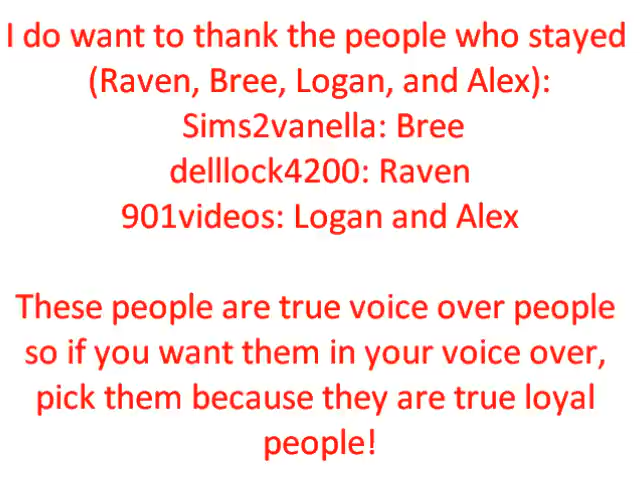 I do want to thank the people who stayed
(Raven, Bree, Logan, and Alex):
Sims2vanella: Bree
delllock4200: Raven
901videos: Logan and Alex
These people are true voice over people
so if you want them in your voice over,
pick them because they are true loyal
people!